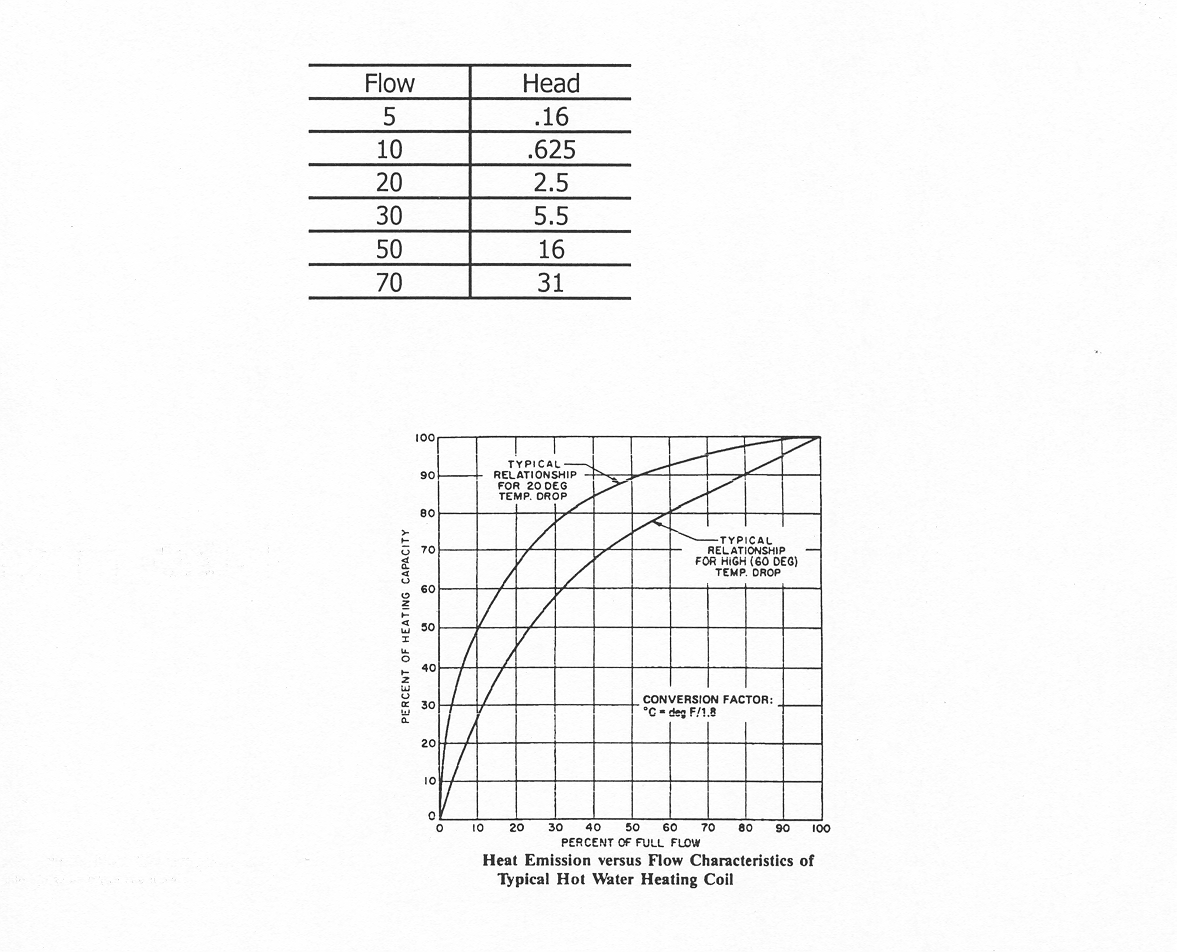 Flow Head
5 .16
10 .625
20 2.5
30 5.5
50 16
70 31
100
90
80
70
60
50
40
30
20
10
0
PERCENT OF HEATING CAPACITY
TYPICAL
RELATIONSHIP
FOR 20 DEG
TEMP. DROP
TYPICAL
RELATIONSHIP
FOR HIGH (60 DEG)
TEMP. DROP
CONVERSION FACTOR:
°C = deg F/1.8
0 10 20 30 40 50 60 70 80 90 100
PERCENT OF FULL FLOW
Heat Emission versus Flow Characteristics of
Typical Hot Water Heating Coil